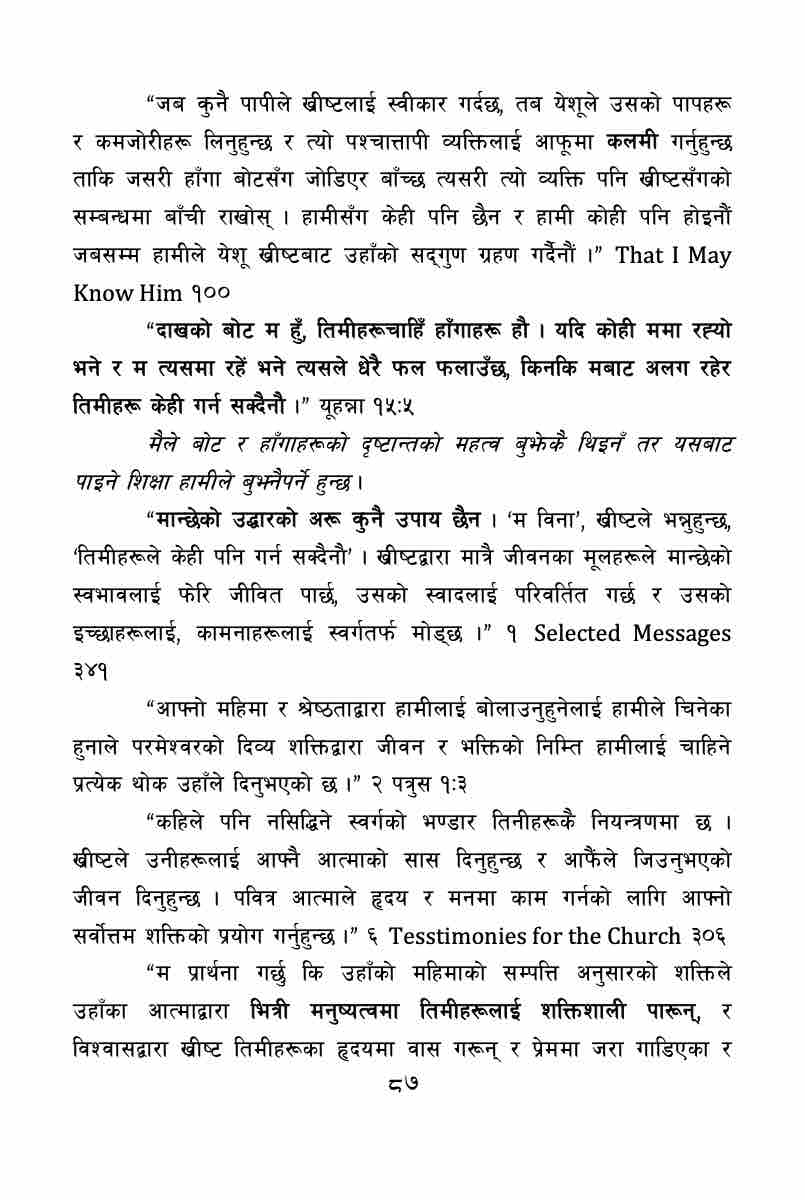 “जब कुनै पापीले ख्रीष्टलाई स्वीकार गर्दछ, तब येशूले उसको पापहरू
र कमजोरीहरू लिनुहुन्छ र त्यो पश्चात्तापी व्यक्तिलाई आफूमा कलमी गर्नुहुन्छ
ताकि जसरी हाँगा बोटसँग जोडिएर बाँच्छ त्यसरी त्यो व्यक्ति पनि ख्रीष्टसँगको
सम्बन्धमा बाँची राखोस् । हामीसँग केही पनि छैन र हामी कोही पनि होइनौं
जबसम्म हामीले येशू ख्रीष्टबाट उहाँको सद्‌गुण ग्रहण गर्दैनौं ।” That I May
Know Him १००
“दाखको बोट म हुँ, तिमीहरूचाहिँ हाँगाहरू हौ । यदि कोही ममा रह्यो
भने र म त्यसमा रहें भने त्यसले धेरै फल फलाउँछ, किनकि मबाट अलग रहेर
तिमीहरू केही गर्न सक्दैनौ ।” यूहन्ना १५:५
मैले बोट र हाँगाहरूको दृष्टान्तको महत्व बुझेकै थिइनँ तर यसबाट
पाइने शिक्षा हामीले बुझ्नैपर्ने हुन्छ ।
“मान्छेको उद्धारको अरू कुनै उपाय छैन । ‘म विना’, ख्रीष्टले भन्नुहुन्छ,
‘तिमीहरूले केही पनि गर्न सक्दैनौ’ । ख्रीष्टद्वारा मात्रै जीवनका मूलहरूले मान्छेको
स्वभावलाई फेरि जीवित पार्छ, उसको स्वादलाई परिवर्तित गर्छ र उसको
इच्छाहरूलाई, कामनाहरूलाई स्वर्गतर्फ मोड्छ ।” १ Selected Messages
३४१
“आफ्नो महिमा र श्रेष्ठताद्वारा हामीलाई बोलाउनुहुनेलाई हामीले चिनेका
हुनाले परमेश्वरको दिव्य शक्तिद्वारा जीवन र भक्तिको निम्ति हामीलाई चाहिने
प्रत्येक थोक उहाँले दिनुभएको छ ।” २ पत्रुस १:३
“कहिले पनि नसिद्धिने स्वर्गको भण्डार तिनीहरूकै नियन्त्रणमा छ ।
ख्रीष्टले उनीहरूलाई आफ्नै आत्माको सास दिनुहुन्छ र आफैंले जिउनुभएको
जीवन दिनुहुन्छ । पवित्र आत्माले हृदय र मनमा काम गर्नको लागि आफ्नो
सर्वोत्तम शक्तिको प्रयोग गर्नुहुन्छ ।” ६ Tesstimonies for the Church ३०६
“म प्रार्थना गर्छु कि उहाँको महिमाको सम्पत्ति अनुसारको शक्तिले
उहाँका आत्माद्वारा भित्री मनुष्यत्वमा तिमीहरूलाई शक्तिशाली पारून्, र
विश्वासद्वारा ख्रीष्ट तिमीहरूका हृदयमा वास गरून् र प्रेममा जरा गाडिएका र
८७